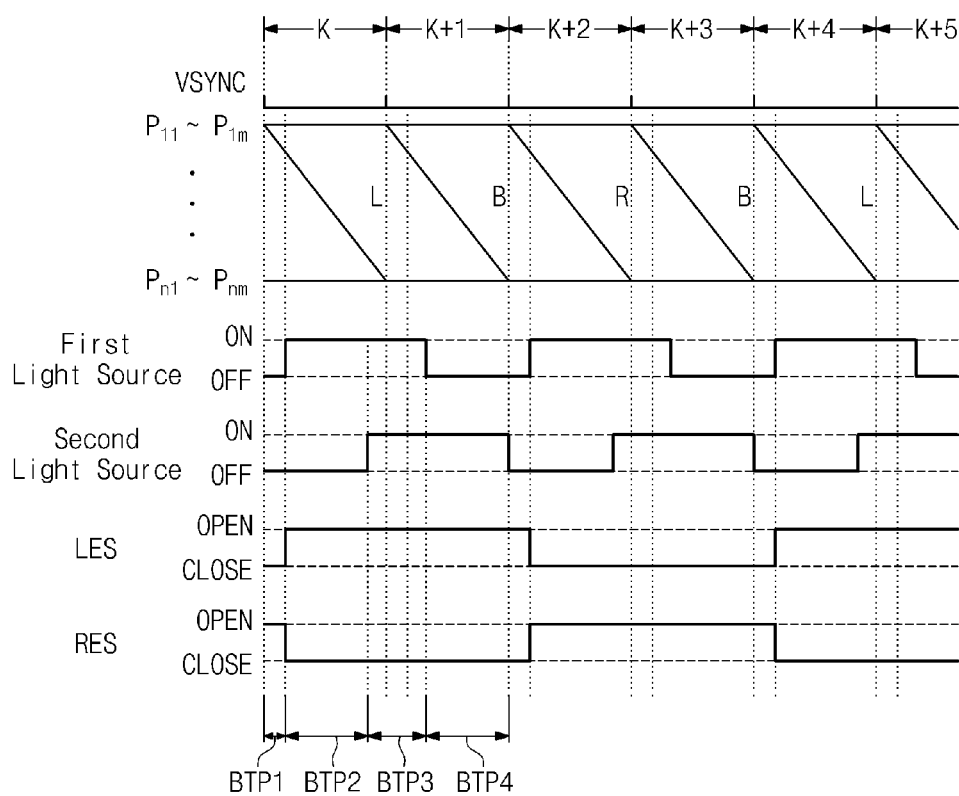 K K+1 K+2 K+3 K+4 K+5
VSYNC
P11 ~ P1m
L B R B L
Pn1 ~ Pnm
First Light Source
ON
OFF
Second Light Source
ON
OFF
LES
OPEN
CLOSE
RES
OPEN
CLOSE
BTP1 BTP2 BTP3 BTP4